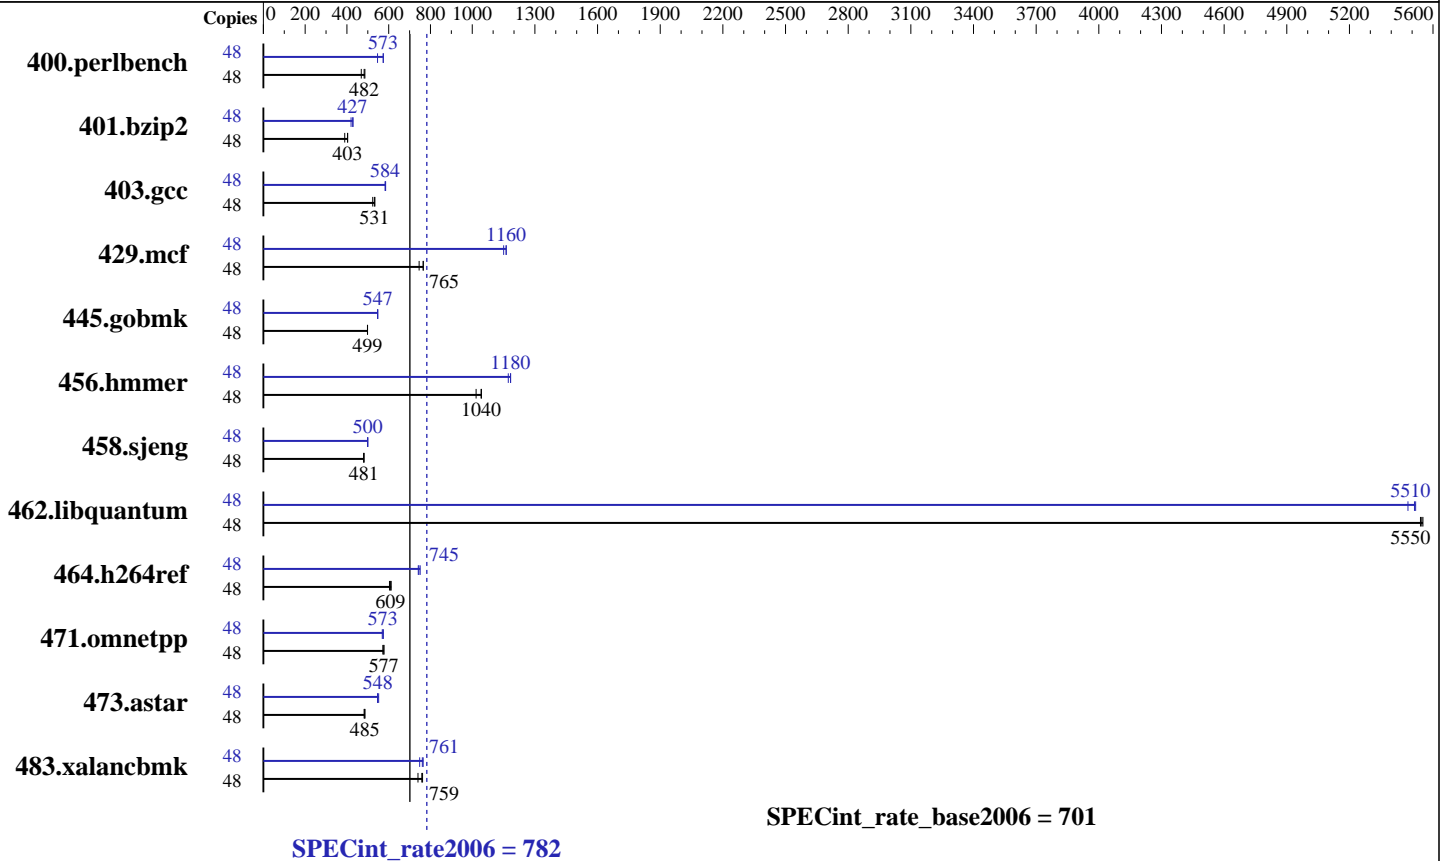 Copies 0 200 400 600 800 1000 1300 1600 1900 2200 2500 2800 3100 3400 3700 4000 4300 4600 4900 5200 5600
400.perlbench 48 573
48 482
401.bzip2 48 427
48 403
403.gcc 48 584
48 531
429.mcf 48 1160
48 765
445.gobmk 48 547
48 499
456.hmmer 48 1180
48 1040
458.sjeng 48 500
48 481
462.libquantum 48 5510
48 5550
464.h264ref 48 745
48 609
471.omnetpp 48 573
48 577
473.astar 48 548
48 485
483.xalancbmk 48 761
48 759
SPECint_rate_base2006 = 701
SPECint_rate2006 = 782